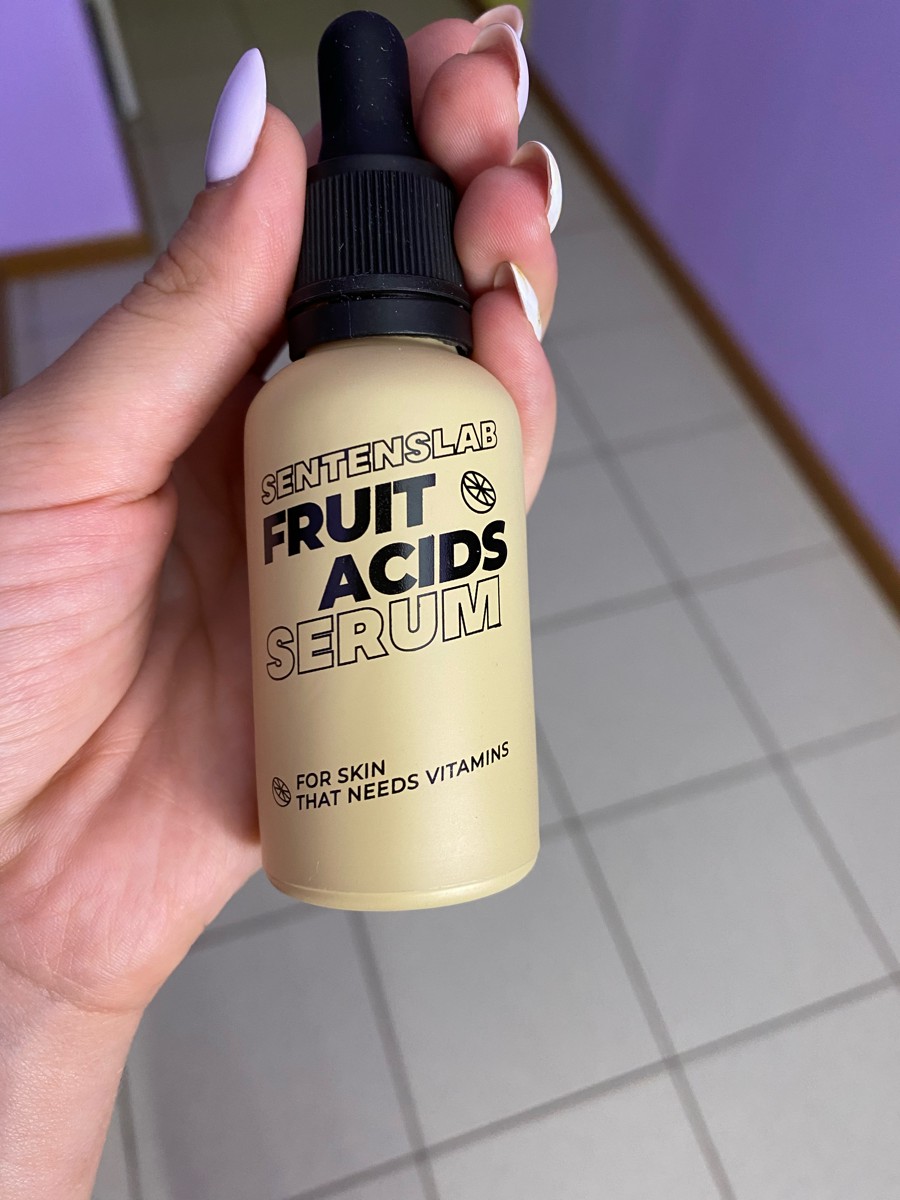 SENTENSLAB
FRUIT
ACIDS
SERUM
FOR SKIN
THAT NEEDS VITAMINS